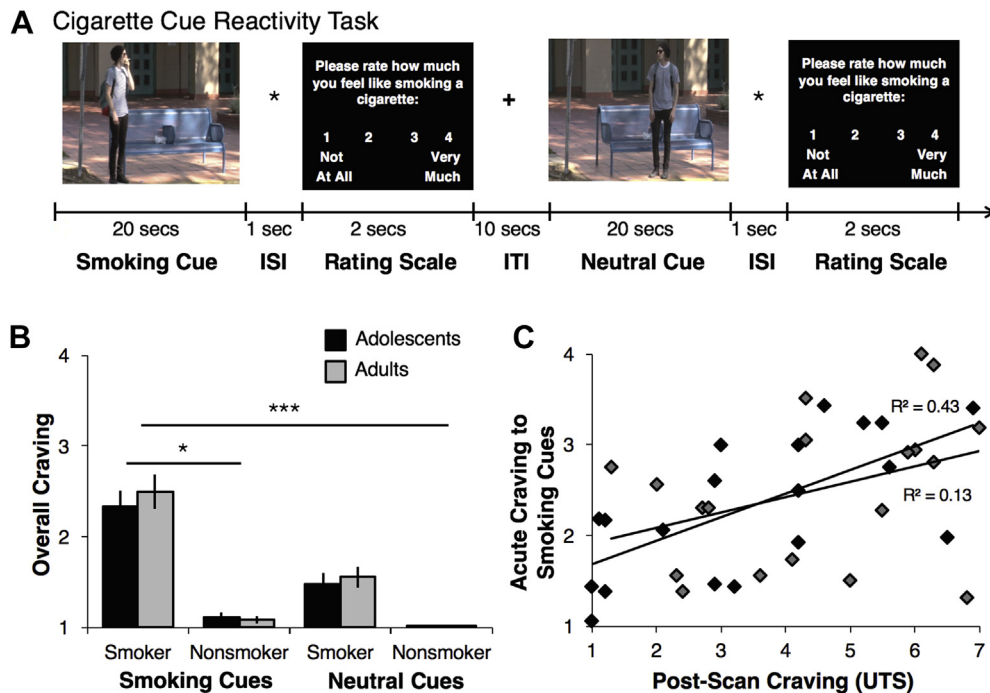 A Cigarette Cue Reactivity Task
*
Please rate how much
you feel like smoking a
cigarette:
1 2 3 4
Not Very
At All Much
+
*
Please rate how much
you feel like smoking a
cigarette:
1 2 3 4
Not Very
At All Much
20 secs 1 sec 2 secs 10 secs 20 secs 1 sec 2 secs
Smoking Cue ISI Rating Scale ITI Neutral Cue ISI Rating Scale
B
Adolescents
Adults
Overall Craving
4
3
2
1
***
*
Smoker Nonsmoker Smoker Nonsmoker
Smoking Cues Neutral Cues
C
Acute Craving to
Smoking Cues
4
3
2
1
R² = 0.43
R² = 0.13
1 2 3 4 5 6 7
Post-Scan Craving (UTS)